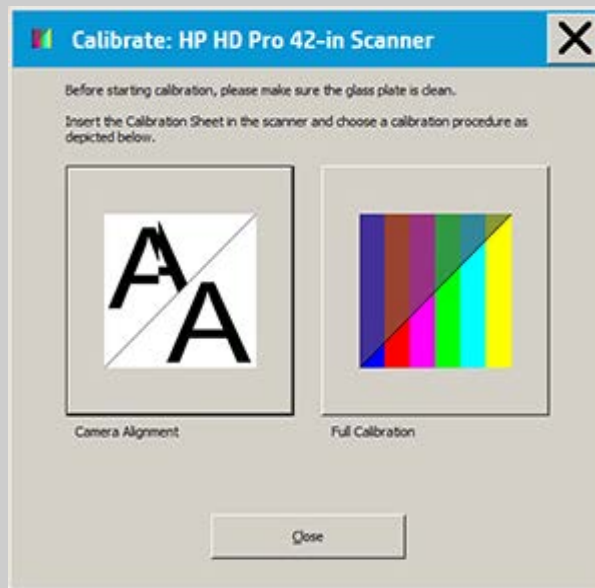 Calibrate: HP HD Pro 42-in Scanner
Before starting calibration, please make sure the glass plate is clean.
Insert the Calibration Sheet in the scanner and choose a calibration procedure as
depicted below.
A
A
Camera Alignment
Full Calibration
Close